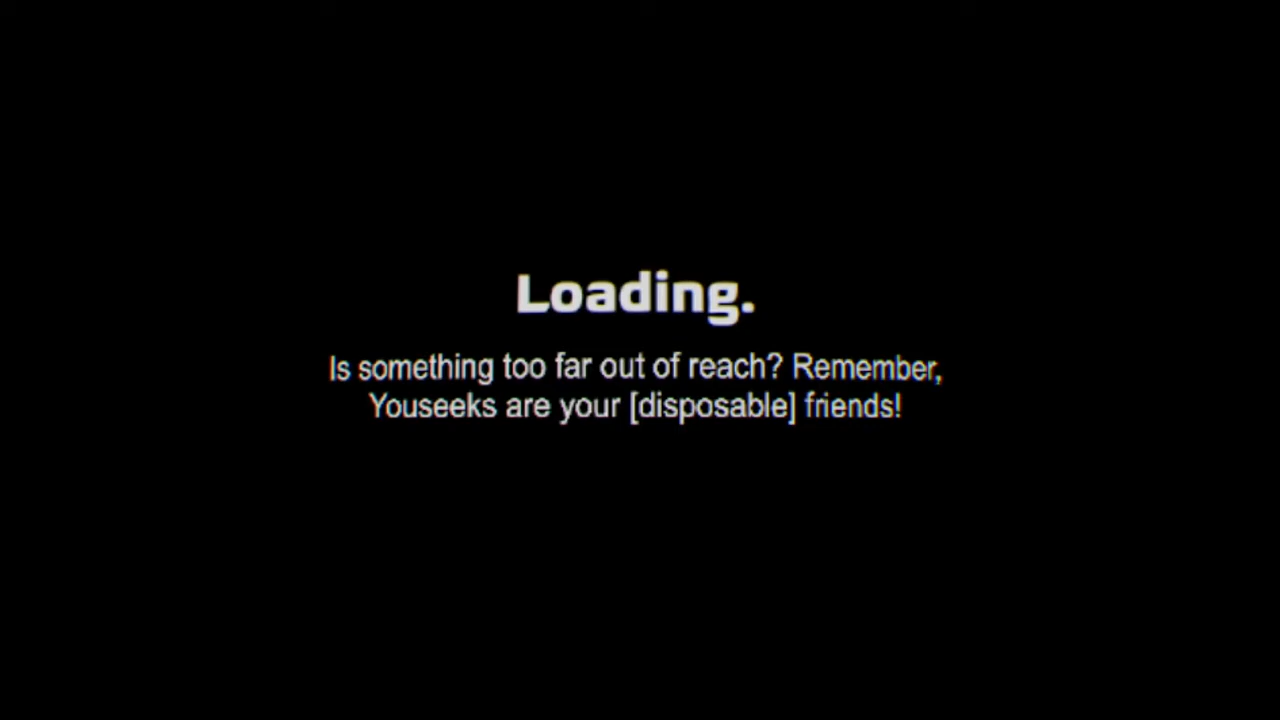 Loading.
Is something too far out of reach? Remember,
Youseeks are your [disposable] friends!